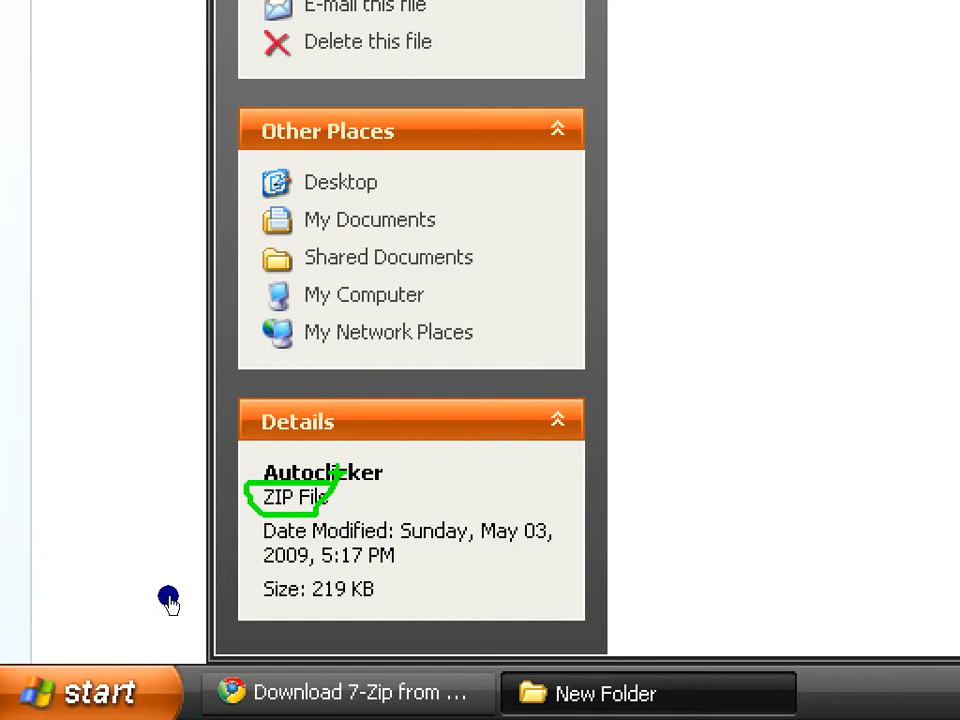 E-mail this file
Delete this file
Other Places
Desktop
My Documents
Shared Documents
My Computer
My Network Places
Details
Autoclicker
ZIP File
Date Modified: Sunday, May 03,
2009, 5:17 PM
Size: 219 KB
start
Download 7-Zip from ...
New Folder